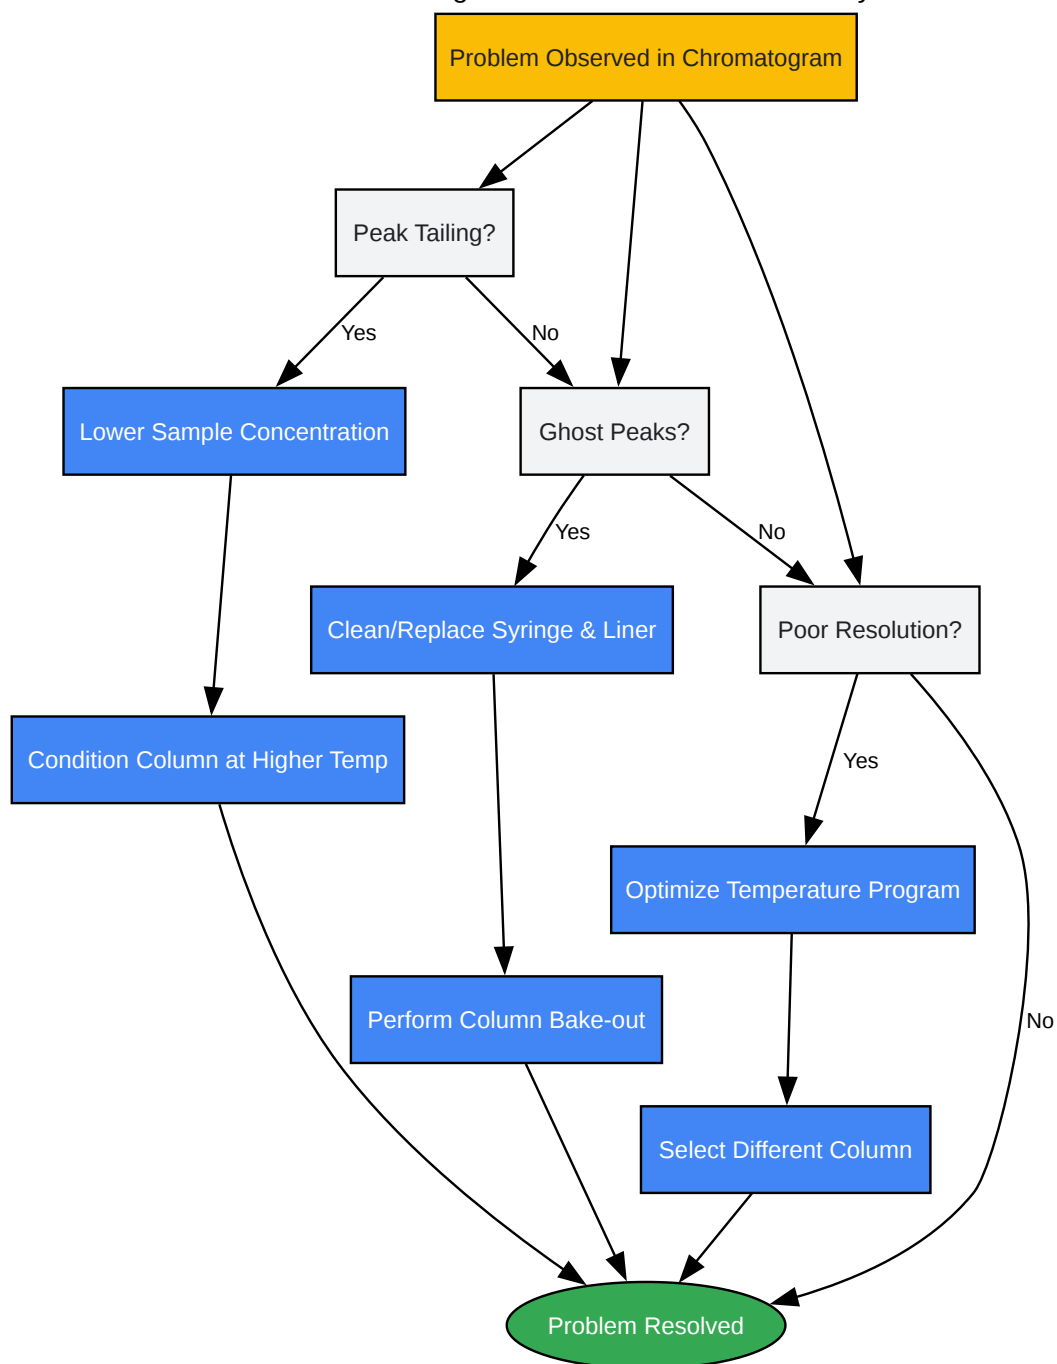 Problem Observed in Chromatogram
Peak Tailing?
Yes
No
Lower Sample Concentration
Ghost Peaks?
Yes
No
Clean/Replace Syringe & Liner
Poor Resolution?
Condition Column at Higher Temp
Yes
Optimize Temperature Program
Perform Column Bake-out
No
Select Different Column
Problem Resolved